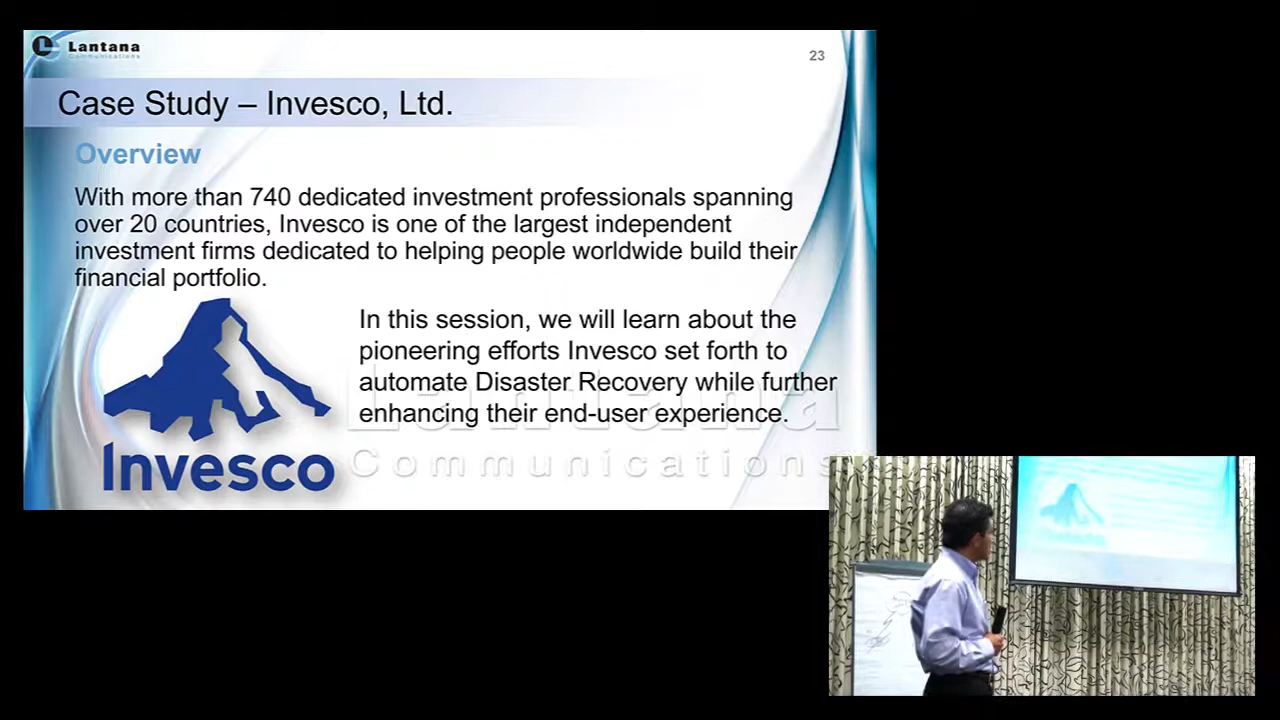 Lantana
Communications
23
Case Study – Invesco, Ltd.
Overview
With more than 740 dedicated investment professionals spanning
over 20 countries, Invesco is one of the largest independent
investment firms dedicated to helping people worldwide build their
financial portfolio.
In this session, we will learn about the
pioneering efforts Invesco set forth to
automate Disaster Recovery while further
enhancing their end-user experience.
Lantana
Communications
Invesco